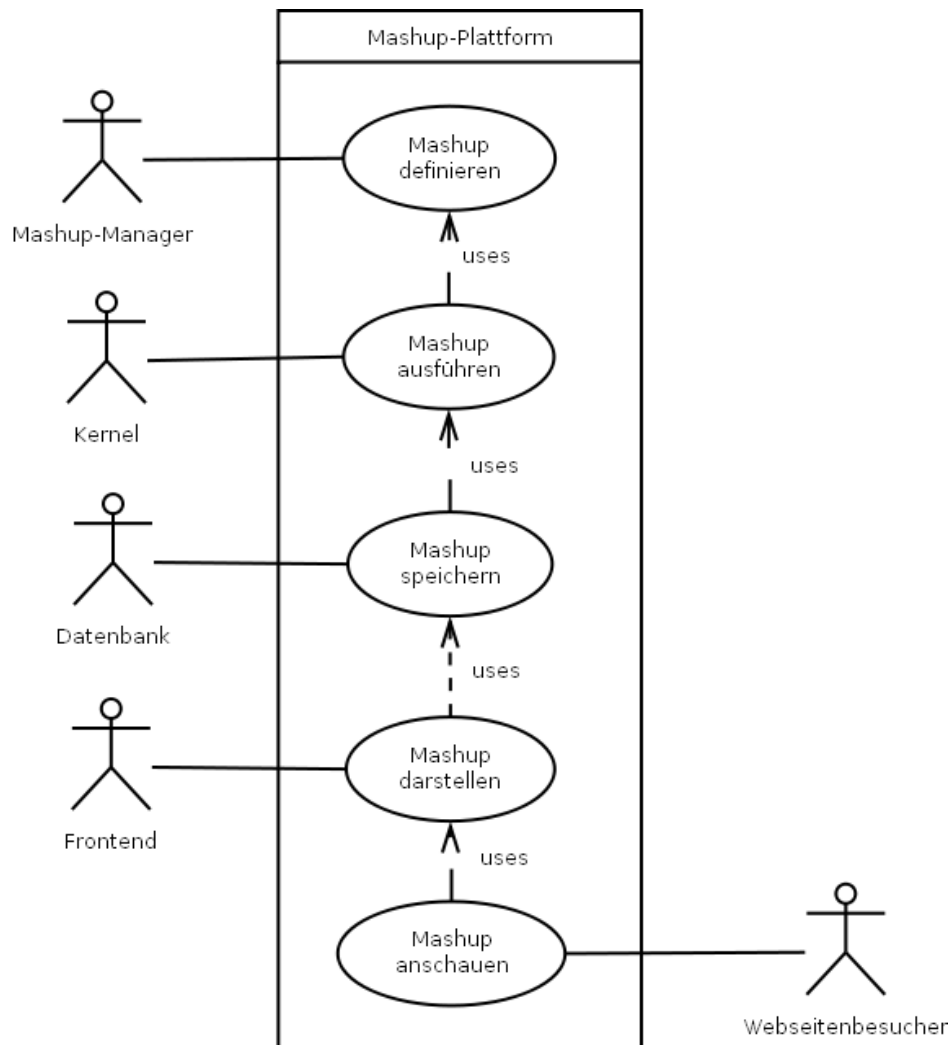 Mashup-Plattform
Mashup
definieren
Mashup-Manager
uses
Mashup
ausführen
Kernel
uses
Mashup
speichern
Datenbank
uses
Mashup
darstellen
Frontend
uses
Mashup
anschauen
Webseitenbesucher